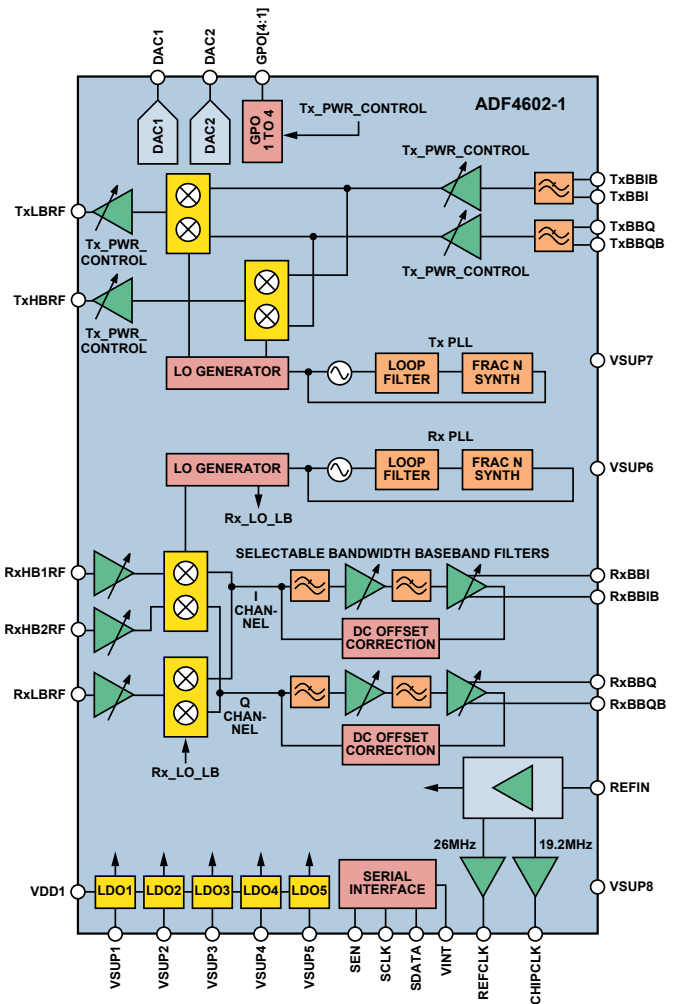 DAC1
DAC2
GPO[4:1]
ADF4602-1
DAC1
DAC2
GPO
1 TO 4
Tx_PWR_CONTROL
Tx_PWR_CONTROL
TxBBIB
TxBBI
TxLBRF
Tx_PWR_
CONTROL
TxBBQ
TxBBQB
Tx_PWR_CONTROL
TxHBRF
Tx_PWR_
CONTROL
Tx PLL
LO GENERATOR
LOOP
FILTER
FRAC N
SYNTH
VSUP7
Rx PLL
LO GENERATOR
LOOP
FILTER
FRAC N
SYNTH
VSUP6
Rx_LO_LB
SELECTABLE BANDWIDTH BASEBAND FILTERS
RxHB1RF
RxBBI
I
CHAN-
NEL
RxBBIB
RxHB2RF
DC OFFSET
CORRECTION
RxLBRF
RxBBQ
Q
CHAN-
NEL
RxBBQB
DC OFFSET
CORRECTION
Rx_LO_LB
REFIN
26MHz
19.2MHz
VDD1
LDO1
LDO2
LDO3
LDO4
LDO5
SERIAL
INTERFACE
VSUP8
VSUP1
VSUP2
VSUP3
VSUP4
VSUP5
SEN
SCLK
SDATA
VINT
REFCLK
CHIPCLK